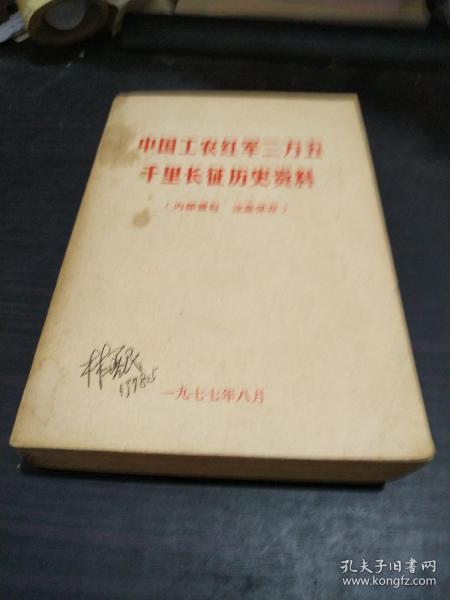 中国工农红军二万五
千里长征历史资料
(内部资料 注意保存)
1978.5
一九七七年八月
孔夫子旧书网
www.kongfz.com